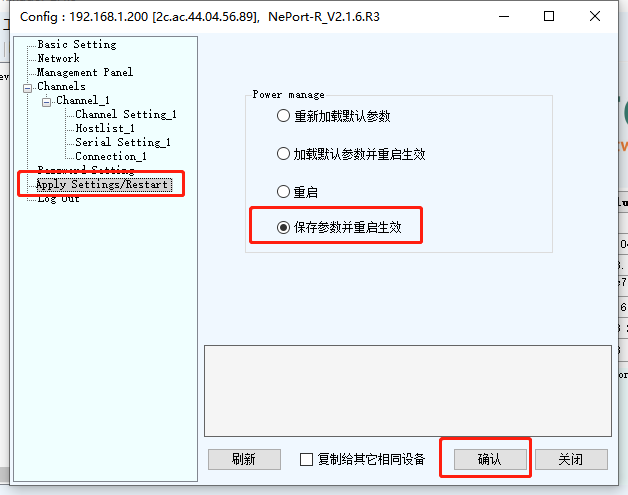 Config : 192.168.1.200 [2c.ac.44.04.56.89], NePort-R_V2.1.6.R3
Basic Setting
Network
Management Panel
Channels
Channel_1
Channel Setting_1
Hostlist_1
Serial Setting_1
Connection_1
Password Setting
Apply Settings/Restart
Log Out
Power manage
重新加载默认参数
加载默认参数并重启生效
重启
保存参数并重启生效
刷新
复制给其它相同设备
确认
关闭